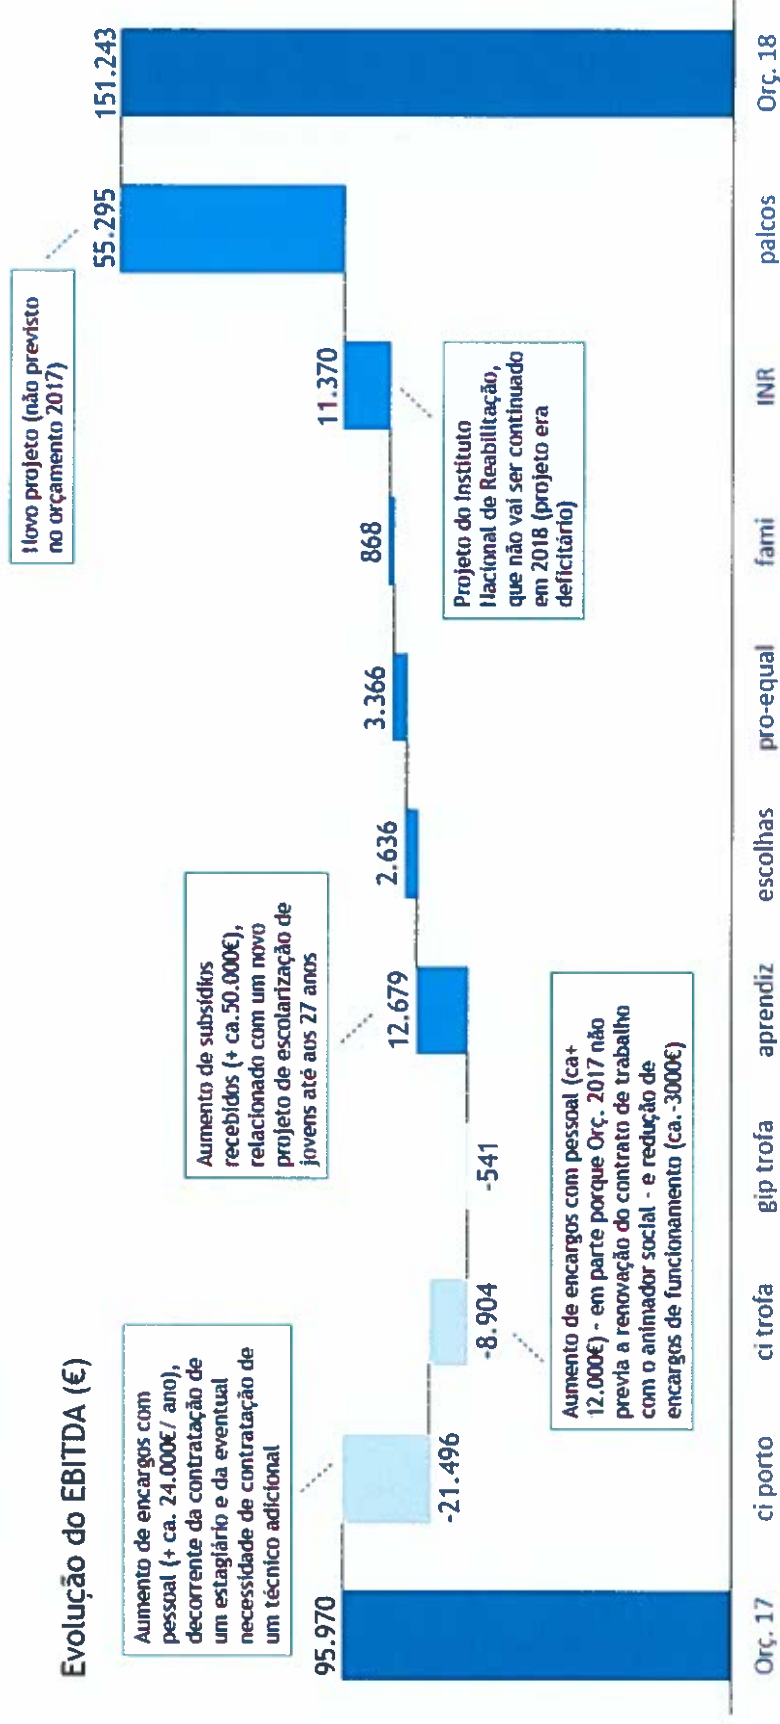 Evolução do EBITDA (€)
Aumento de encargos com
pessoal (+ ca. 24.000€/ ano),
decorrente da contratação de
um estagiário e da eventual
necessidade de contratação de
um técnico adicional
Aumento de subsídios
recebidos (+ ca.50.000€),
relacionado com um novo
projeto de escolarização de
jovens até aos 27 anos
Novo projeto (não previsto
no orçamento 2017)
95.970
-21.496
-8.904
-541
12.679
2.636
3.366
868
11.370
55.295
151.243
Aumento de encargos com pessoal (ca+
12.000€) - em parte porque Orç. 2017 não
previa a renovação do contrato de trabalho
com o animador social - e redução de
encargos de funcionamento (ca.-3000€)
Projeto do Instituto
Nacional de Reabilitação,
que não vai ser continuado
em 2018 (projeto era
deficitário)
Orç. 17
ci porto
ci trofa
gip trofa
aprendiz
escolhas
pro-equal
fami
INR
palcos
Orç. 18